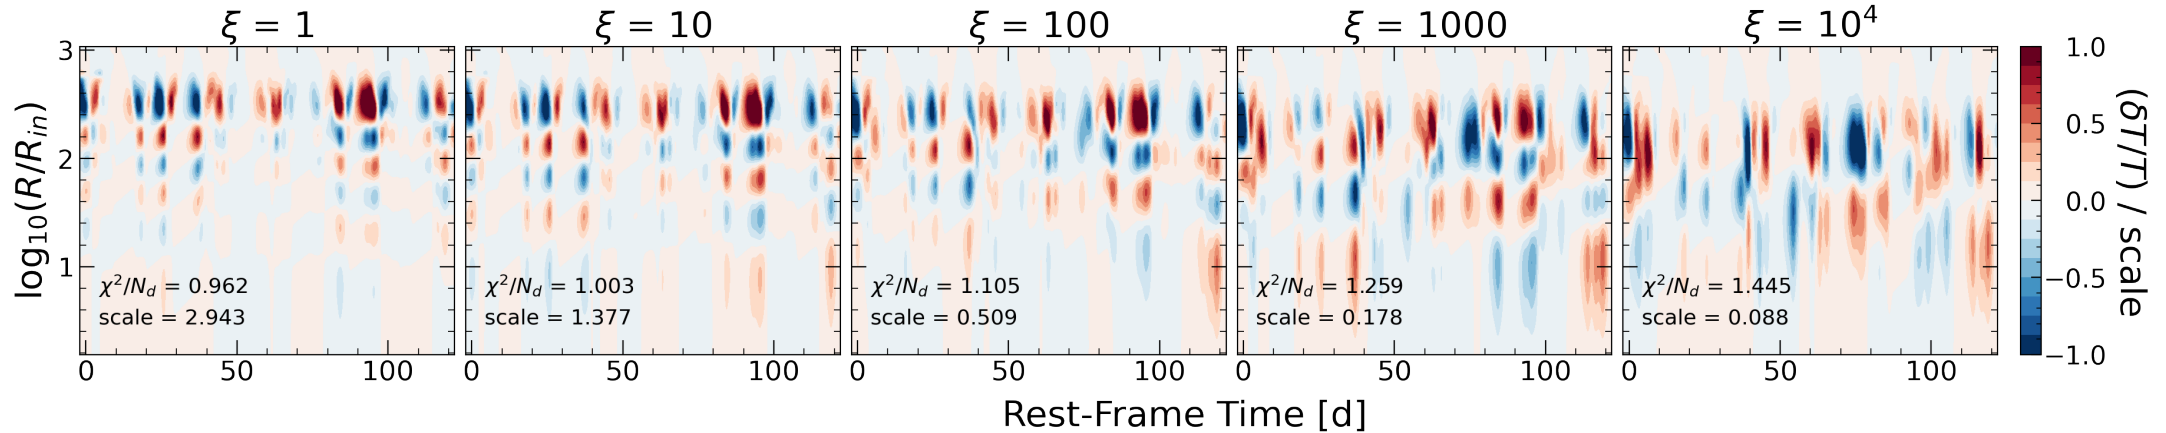 ξ = 1
ξ = 10
ξ = 100
ξ = 1000
ξ = 10⁴
log₁₀(R/Rᵢₙ)
3
2
1
χ²/N_d = 0.962
scale = 2.943
χ²/N_d = 1.003
scale = 1.377
χ²/N_d = 1.105
scale = 0.509
χ²/N_d = 1.259
scale = 0.178
χ²/N_d = 1.445
scale = 0.088
0 50 100
0 50 100
0 50 100
0 50 100
0 50 100
Rest-Frame Time [d]
1.0
0.5
0.0
−0.5
−1.0
(δT/T) / scale